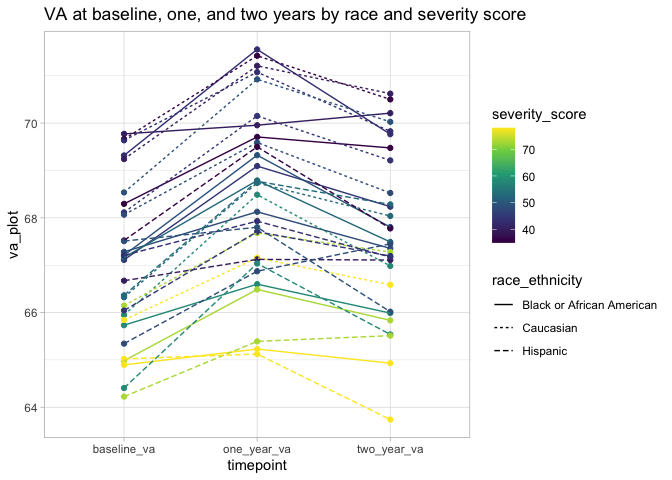 VA at baseline, one, and two years by race and severity score
va_plot
70
68
66
64
baseline_va
one_year_va
two_year_va
timepoint
severity_score
70
60
50
40
race_ethnicity
Black or African American
Caucasian
Hispanic